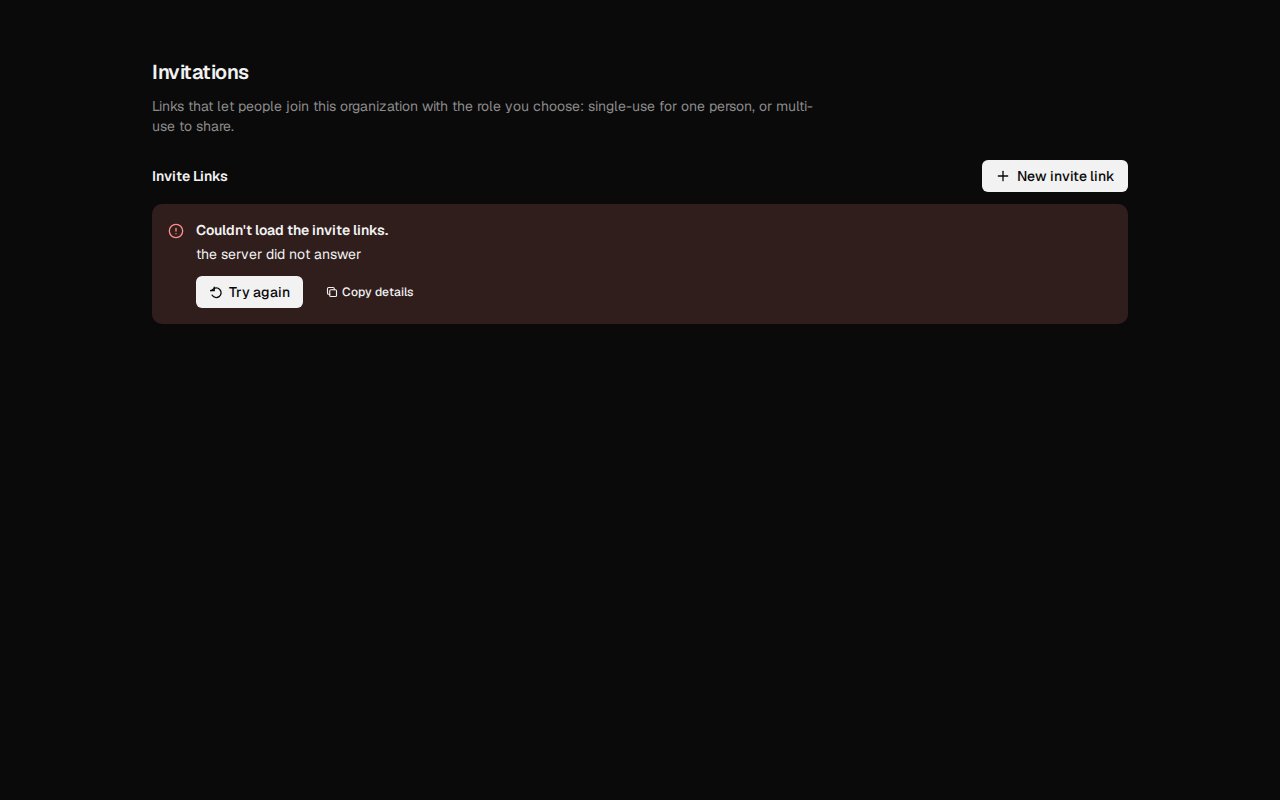 Invitations
Links that let people join this organization with the role you choose: single-use for one person, or multi-
use to share.
Invite Links
New invite link
Couldn't load the invite links.
the server did not answer
Try again
Copy details